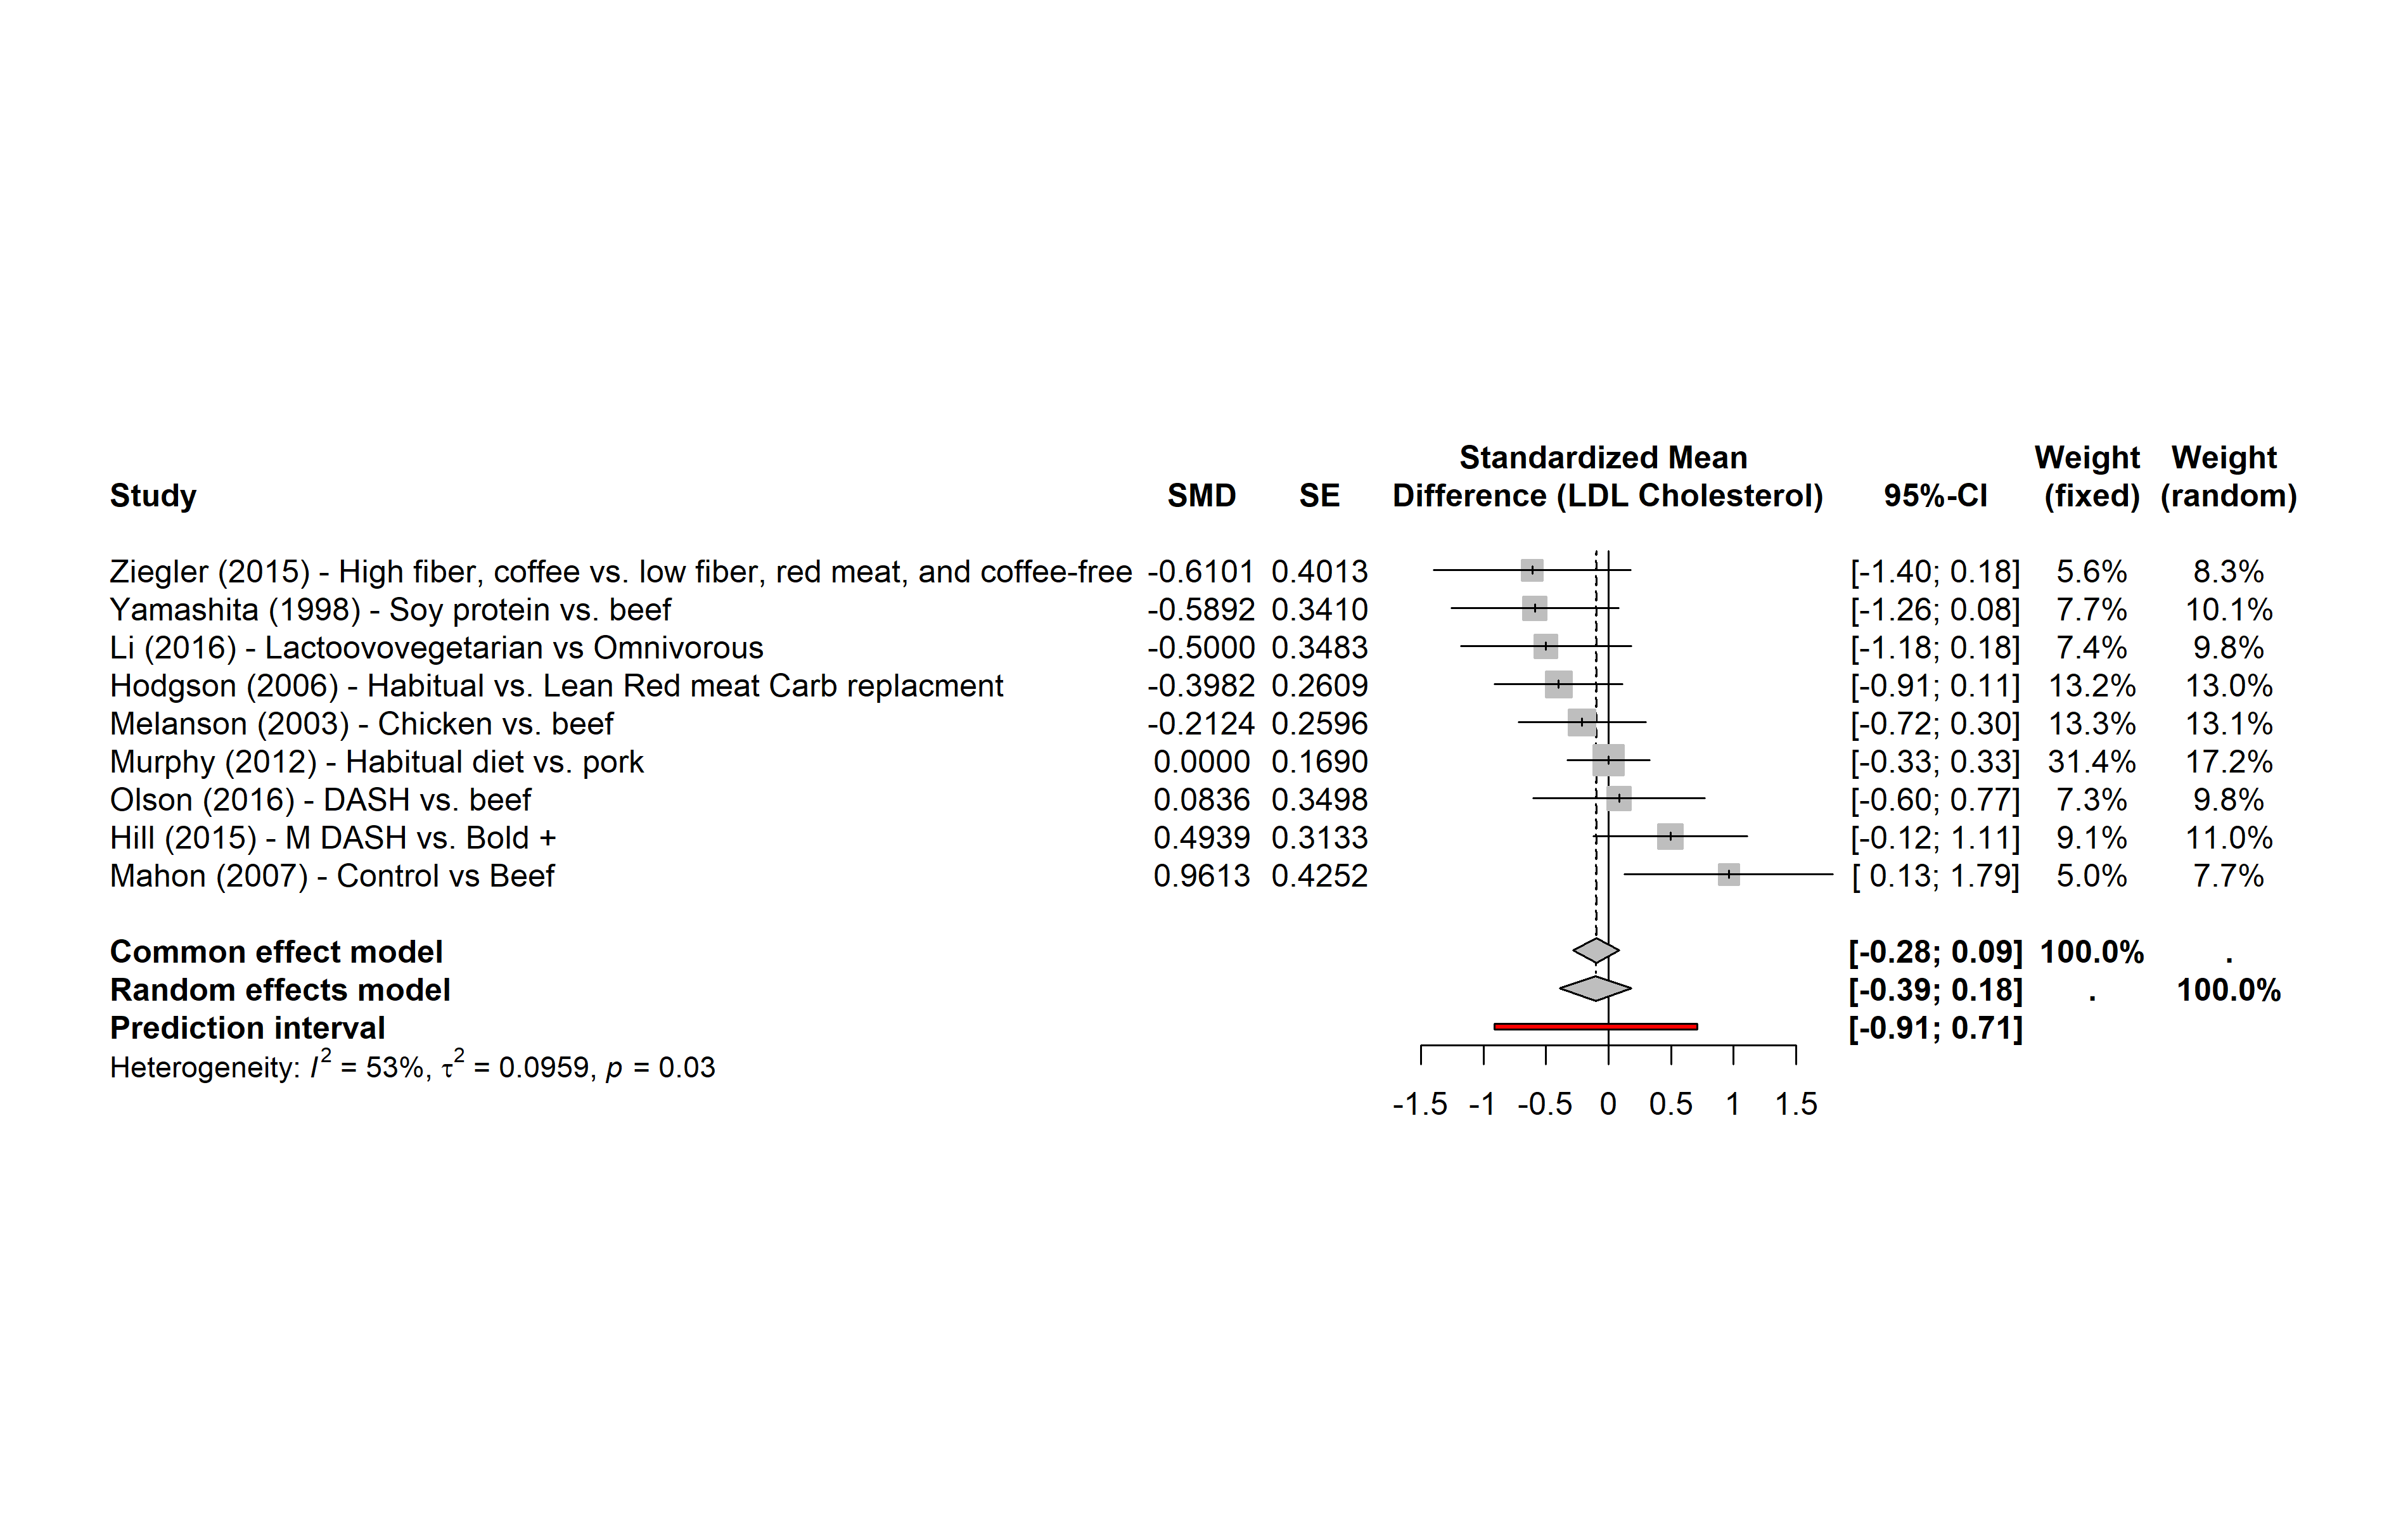 Standardized Mean Weight Weight
Study SMD SE Difference (LDL Cholesterol) 95%-CI (fixed) (random)
Ziegler (2015) - High fiber, coffee vs. low fiber, red meat, and coffee-free -0.6101 0.4013 [-1.40; 0.18] 5.6% 8.3%
Yamashita (1998) - Soy protein vs. beef -0.5892 0.3410 [-1.26; 0.08] 7.7% 10.1%
Li (2016) - Lactoovovegetarian vs Omnivorous -0.5000 0.3483 [-1.18; 0.18] 7.4% 9.8%
Hodgson (2006) - Habitual vs. Lean Red meat Carb replacment -0.3982 0.2609 [-0.91; 0.11] 13.2% 13.0%
Melanson (2003) - Chicken vs. beef -0.2124 0.2596 [-0.72; 0.30] 13.3% 13.1%
Murphy (2012) - Habitual diet vs. pork 0.0000 0.1690 [-0.33; 0.33] 31.4% 17.2%
Olson (2016) - DASH vs. beef 0.0836 0.3498 [-0.60; 0.77] 7.3% 9.8%
Hill (2015) - M DASH vs. Bold + 0.4939 0.3133 [-0.12; 1.11] 9.1% 11.0%
Mahon (2007) - Control vs Beef 0.9613 0.4252 [ 0.13; 1.79] 5.0% 7.7%
Common effect model [-0.28; 0.09] 100.0% .
Random effects model [-0.39; 0.18] . 100.0%
Prediction interval [-0.91; 0.71]
Heterogeneity: I² = 53%, τ² = 0.0959, p = 0.03
-1.5 -1 -0.5 0 0.5 1 1.5